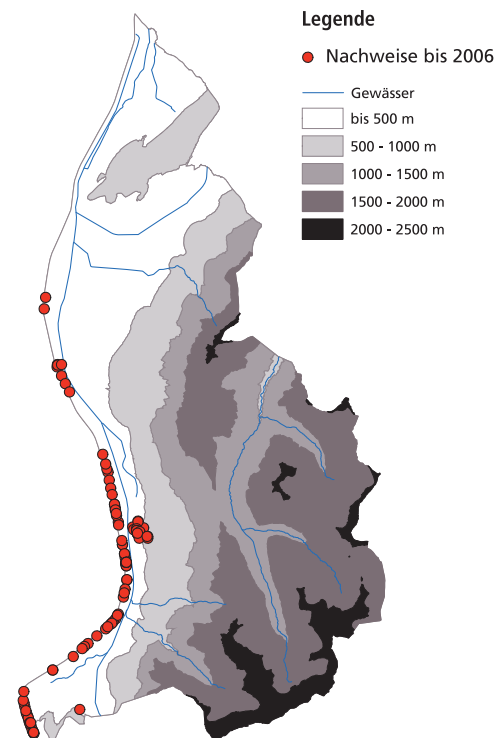 Legende
Nachweise bis 2006
Gewässer
bis 500 m
500 - 1000 m
1000 - 1500 m
1500 - 2000 m
2000 - 2500 m